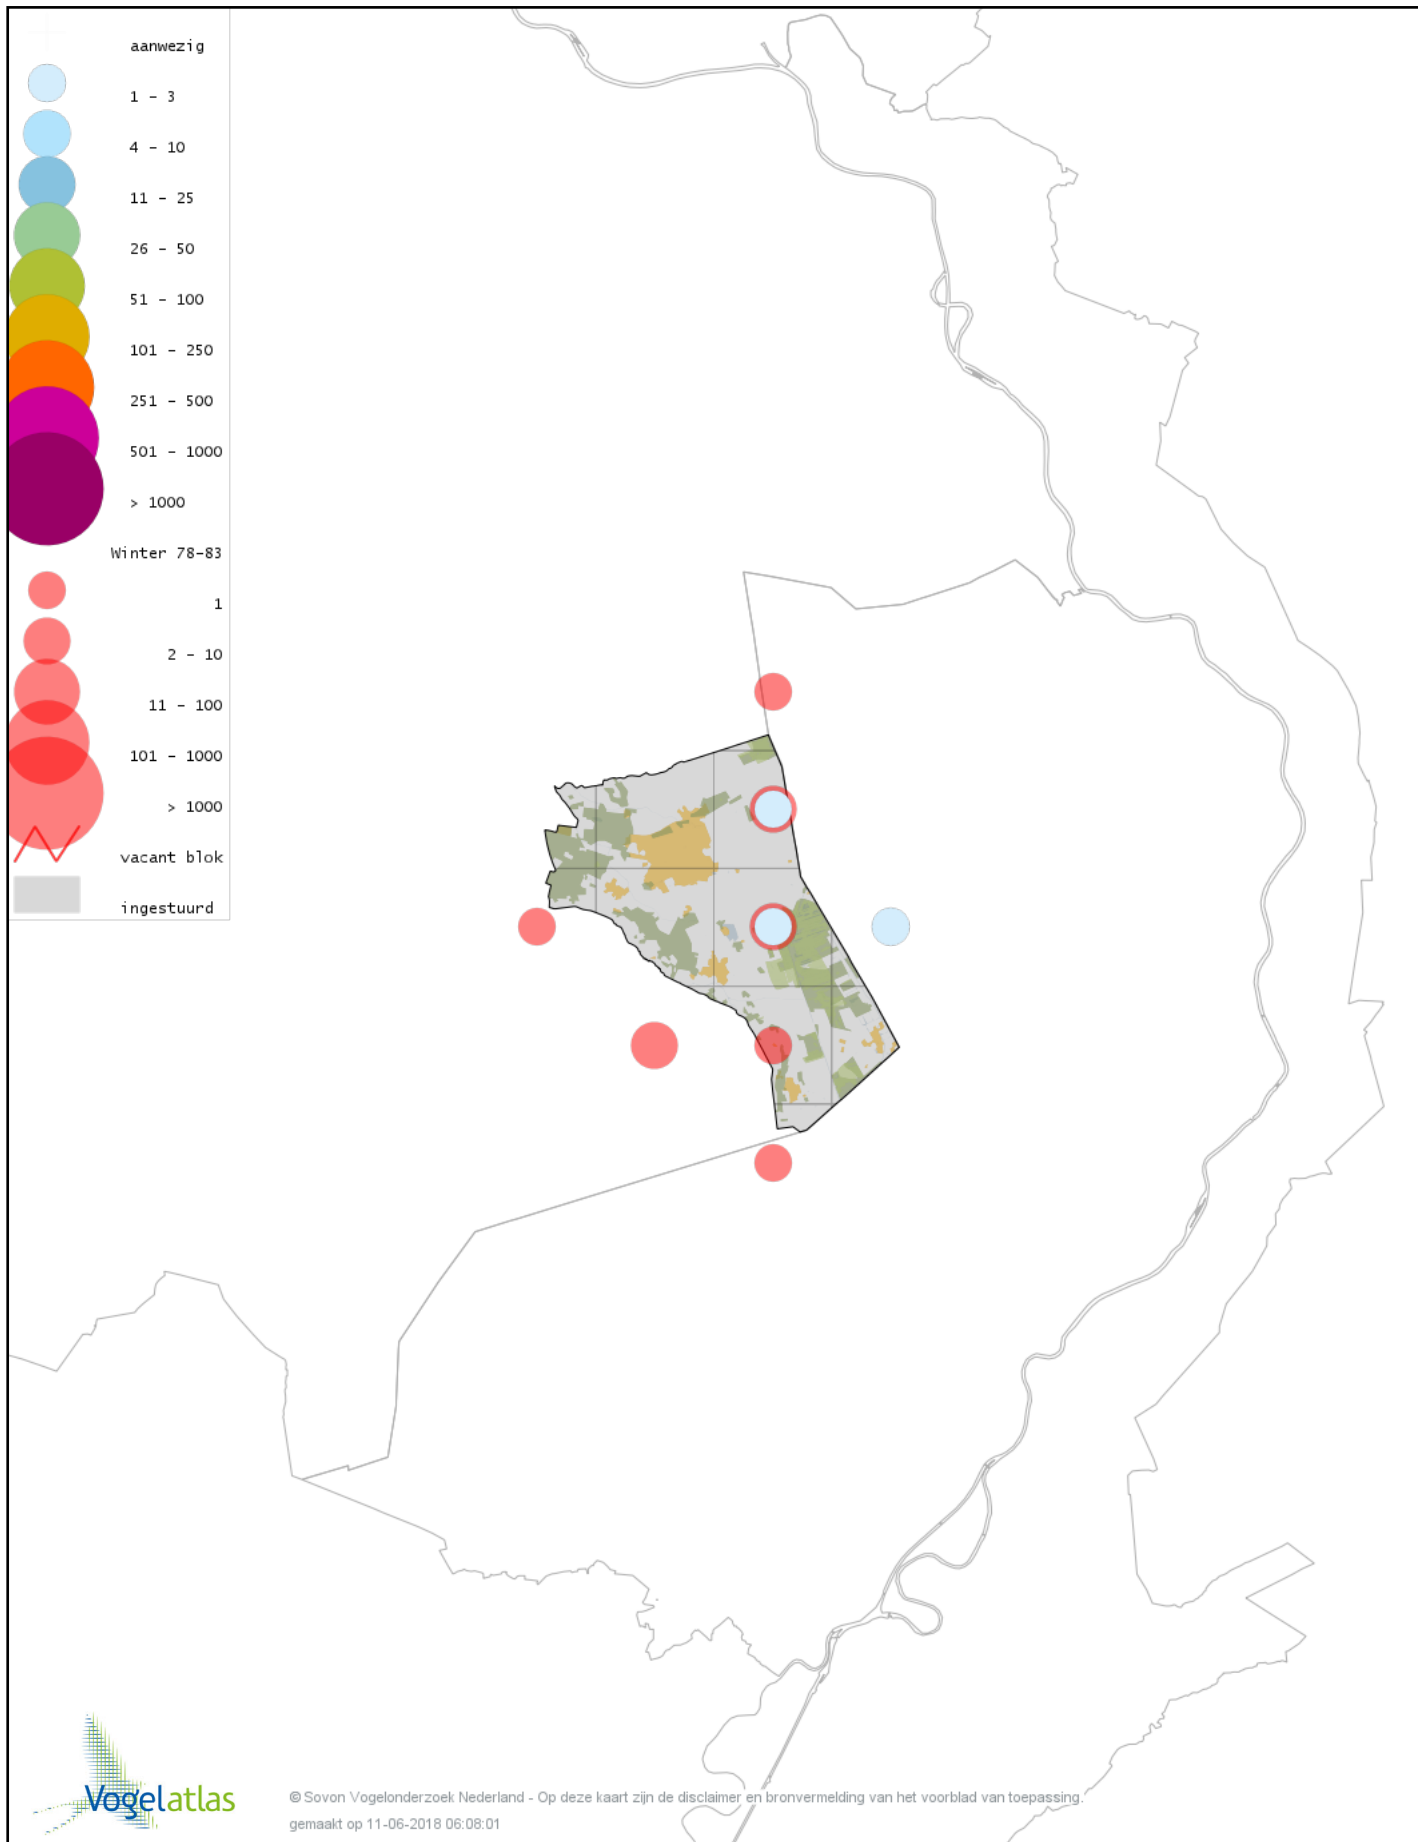 aanwezig
1 - 3
4 - 10
11 - 25
26 - 50
51 - 100
101 - 250
251 - 500
501 - 1000
> 1000
Winter 78-83
1
2 - 10
11 - 100
101 - 1000
> 1000
vacant blok
ingestuurd
Vogelatlas
© Sovon Vogelonderzoek Nederland - Op deze kaart zijn de disclaimer en bronvermelding van het voorblad van toepassing.
gemaakt op 11-06-2018 06:08:01